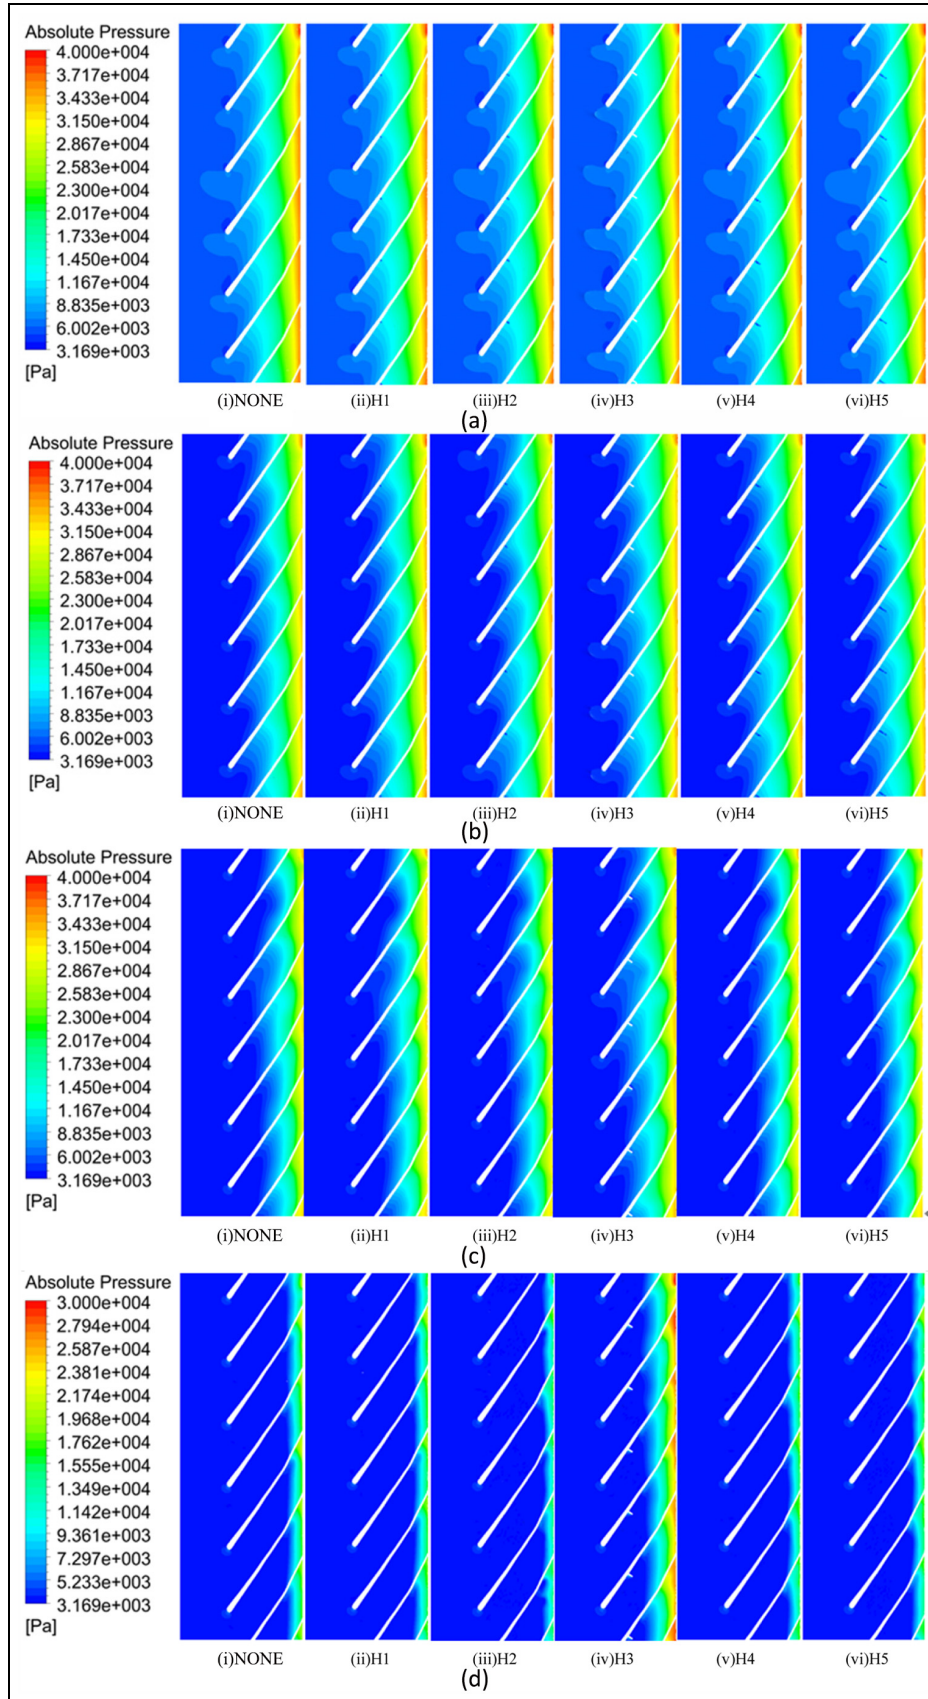 Absolute Pressure
4.000e+004
3.717e+004
3.433e+004
3.150e+004
2.867e+004
2.583e+004
2.300e+004
2.017e+004
1.733e+004
1.450e+004
1.167e+004
8.835e+003
6.002e+003
3.169e+003
[Pa]
(i)NONE (ii)H1 (iii)H2 (iv)H3 (v)H4 (vi)H5
(a)
Absolute Pressure
4.000e+004
3.717e+004
3.433e+004
3.150e+004
2.867e+004
2.583e+004
2.300e+004
2.017e+004
1.733e+004
1.450e+004
1.167e+004
8.835e+003
6.002e+003
3.169e+003
[Pa]
(i)NONE (ii)H1 (iii)H2 (iv)H3 (v)H4 (vi)H5
(b)
Absolute Pressure
4.000e+004
3.717e+004
3.433e+004
3.150e+004
2.867e+004
2.583e+004
2.300e+004
2.017e+004
1.733e+004
1.450e+004
1.167e+004
8.835e+003
6.002e+003
3.169e+003
[Pa]
(i)NONE (ii)H1 (iii)H2 (iv)H3 (v)H4 (vi)H5
(c)
Absolute Pressure
3.000e+004
2.794e+004
2.587e+004
2.381e+004
2.174e+004
1.968e+004
1.762e+004
1.555e+004
1.349e+004
1.142e+004
9.361e+003
7.297e+003
5.233e+003
3.169e+003
[Pa]
(i)NONE (ii)H1 (iii)H2 (iv)H3 (v)H4 (vi)H5
(d)